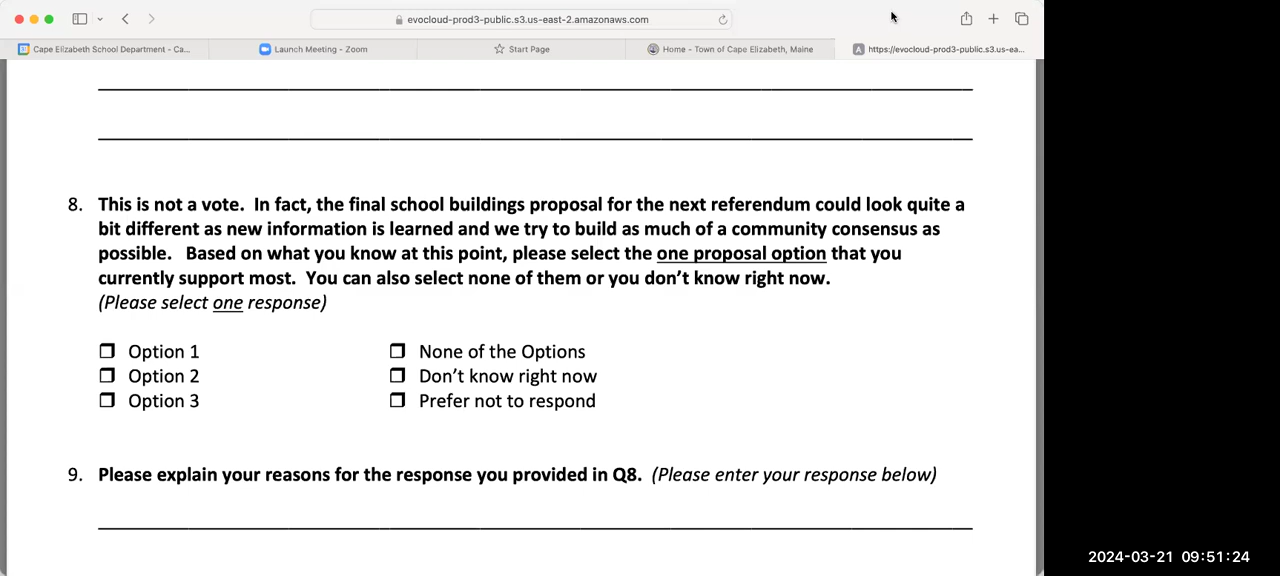 evocloud-prod3-public.s3.us-east-2.amazonaws.com
Cape Elizabeth School Department - Ca...
Launch Meeting - Zoom
Start Page
Home - Town of Cape Elizabeth, Maine
A https://evocloud-prod3-public.s3.us-ea...
8. This is not a vote. In fact, the final school buildings proposal for the next referendum could look quite a
bit different as new information is learned and we try to build as much of a community consensus as
possible. Based on what you know at this point, please select the one proposal option that you
currently support most. You can also select none of them or you don’t know right now.
(Please select one response)
Option 1
Option 2
Option 3
None of the Options
Don’t know right now
Prefer not to respond
9. Please explain your reasons for the response you provided in Q8. (Please enter your response below)
2024-03-21 09:51:24